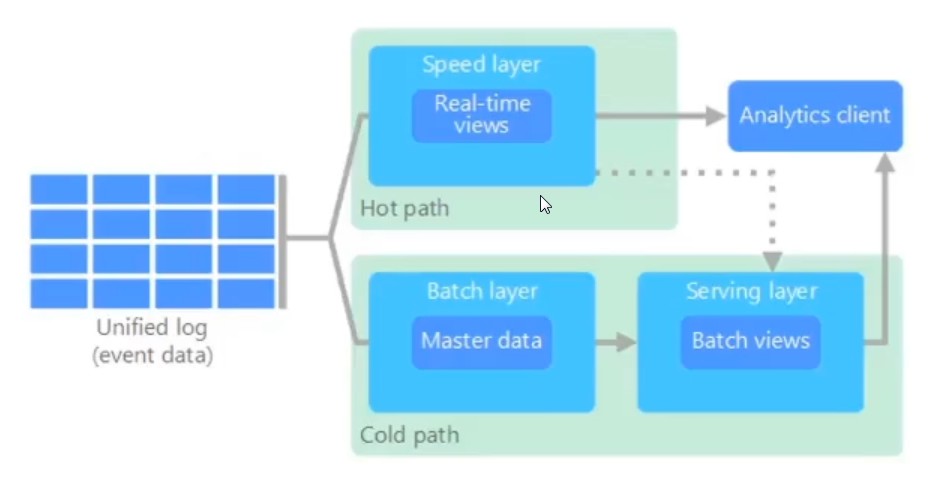 Speed layer
Real-time
views
Analytics client
Hot path
Unified log
(event data)
Batch layer
Master data
Serving layer
Batch views
Cold path